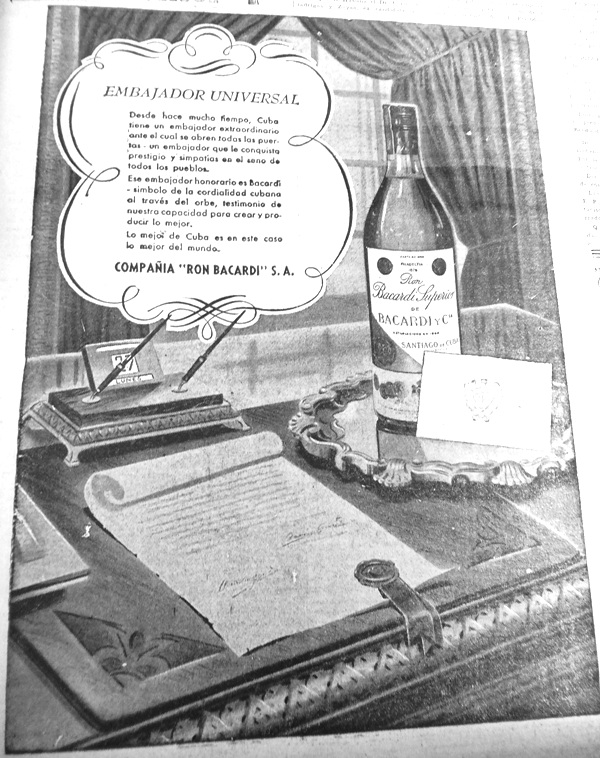 EMBAJADOR UNIVERSAL
Desde hace mucho tiempo, Cuba
tiene un embajador extraordinario
ante el cual se abren todas las puer-
tas - un embajador que le conquista
prestigio y simpatías en el seno de
todos los pueblos.
Ese embajador honorario es Bacardí
- símbolo de la cordialidad cubana
al través del orbe, testimonio de
nuestra capacidad para crear y pro-
ducir lo mejor.
Lo mejor de Cuba es en este caso
lo mejor del mundo.
COMPAÑIA "RON BACARDI" S. A.
27
LUNES
Ron
Bacardi Superior
DE
BACARDI Y Cª
SANTIAGO DE CUBA